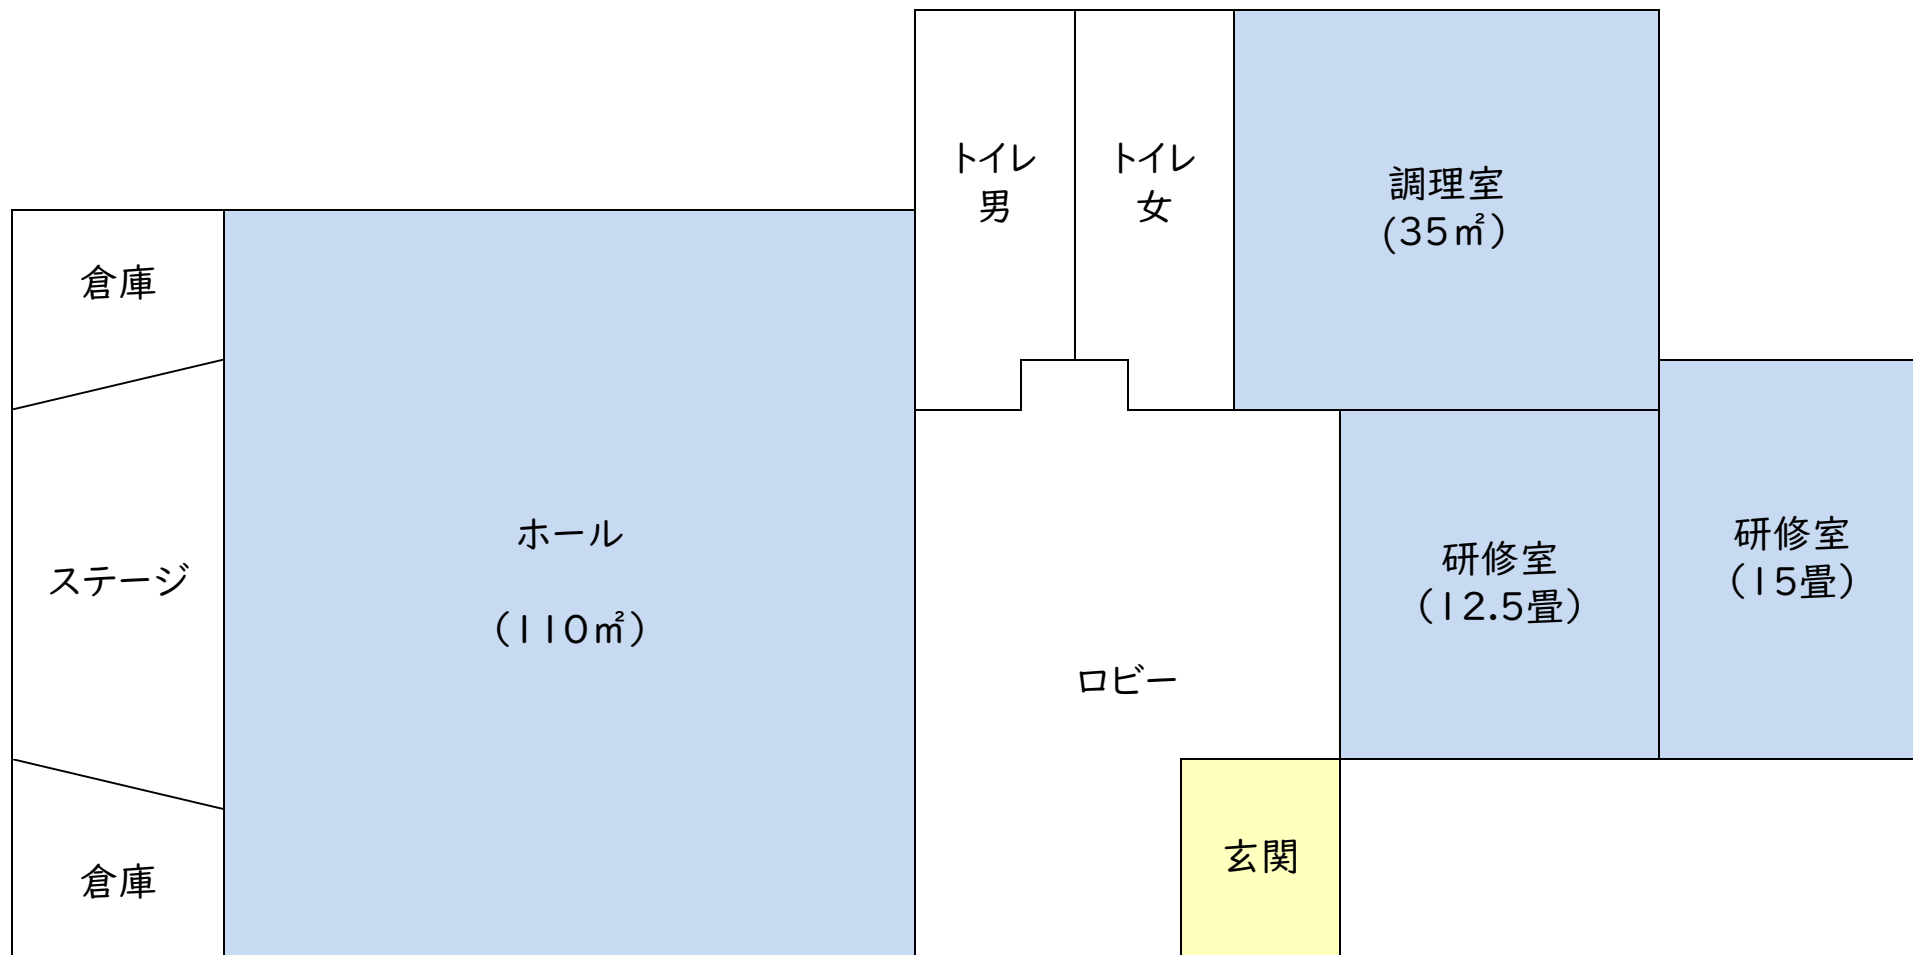 トイレ
男
トイレ
女
調理室
(35㎡)
倉庫
ホール
(110㎡)
ステージ
研修室
(12.5畳)
研修室
(15畳)
ロビー
玄関
倉庫